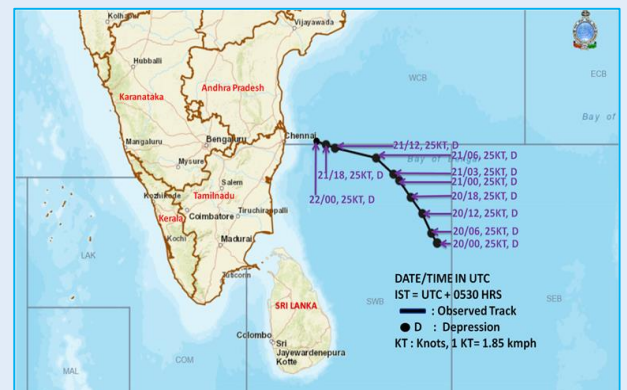 Kolhapur
Vijayawada
Hubballi
WCB
ECB
Andhra Pradesh
Karanataka
Bay of
Chennai
Mangaluru
Bengaluru
21/12, 25KT, D
21/06, 25KT, D
Bay of Bengal
Mysuru
21/18, 25KT, D
21/03, 25KT, D
21/00, 25KT, D
Salem
Kozhikode
Tamilnadu
22/00, 25KT, D
20/18, 25KT, D
Coimbatore
Tiruchirappalli
20/12, 25KT, D
Kerala
Kochi
Madurai
20/06, 25KT, D
20/00, 25KT, D
LAK
Tuticorin
DATE/TIME IN UTC
IST = UTC + 0530 HRS
SRI LANKA
SWB
SEB
: Observed Track
D : Depression
Colombo
Sri
Jayewardenepura
Kotte
KT : Knots, 1 KT= 1.85 kmph
COM
MAL